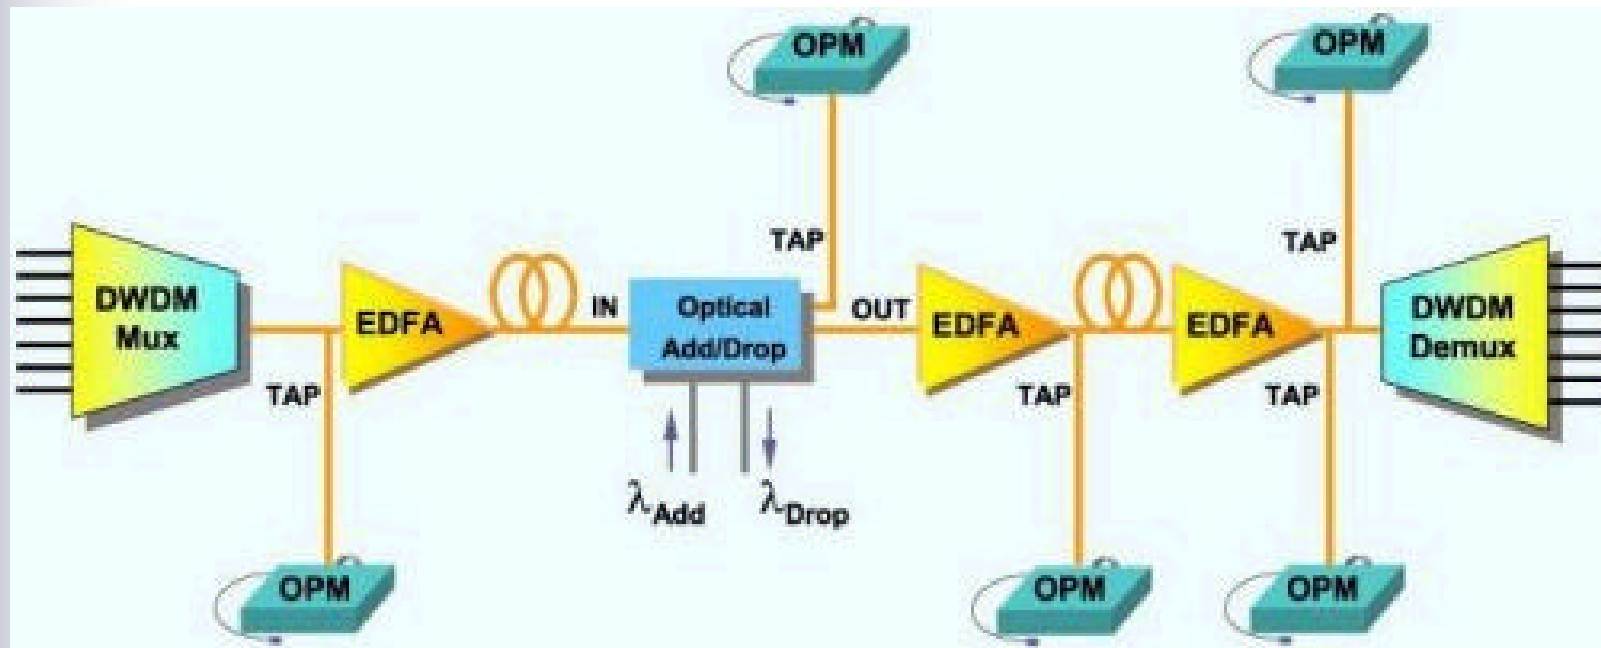 OPM
OPM
TAP
TAP
DWDM
Mux
EDFA
IN
Optical
Add/Drop
OUT
EDFA
EDFA
DWDM
Demux
TAP
TAP
TAP
λAdd
λDrop
OPM
OPM
OPM